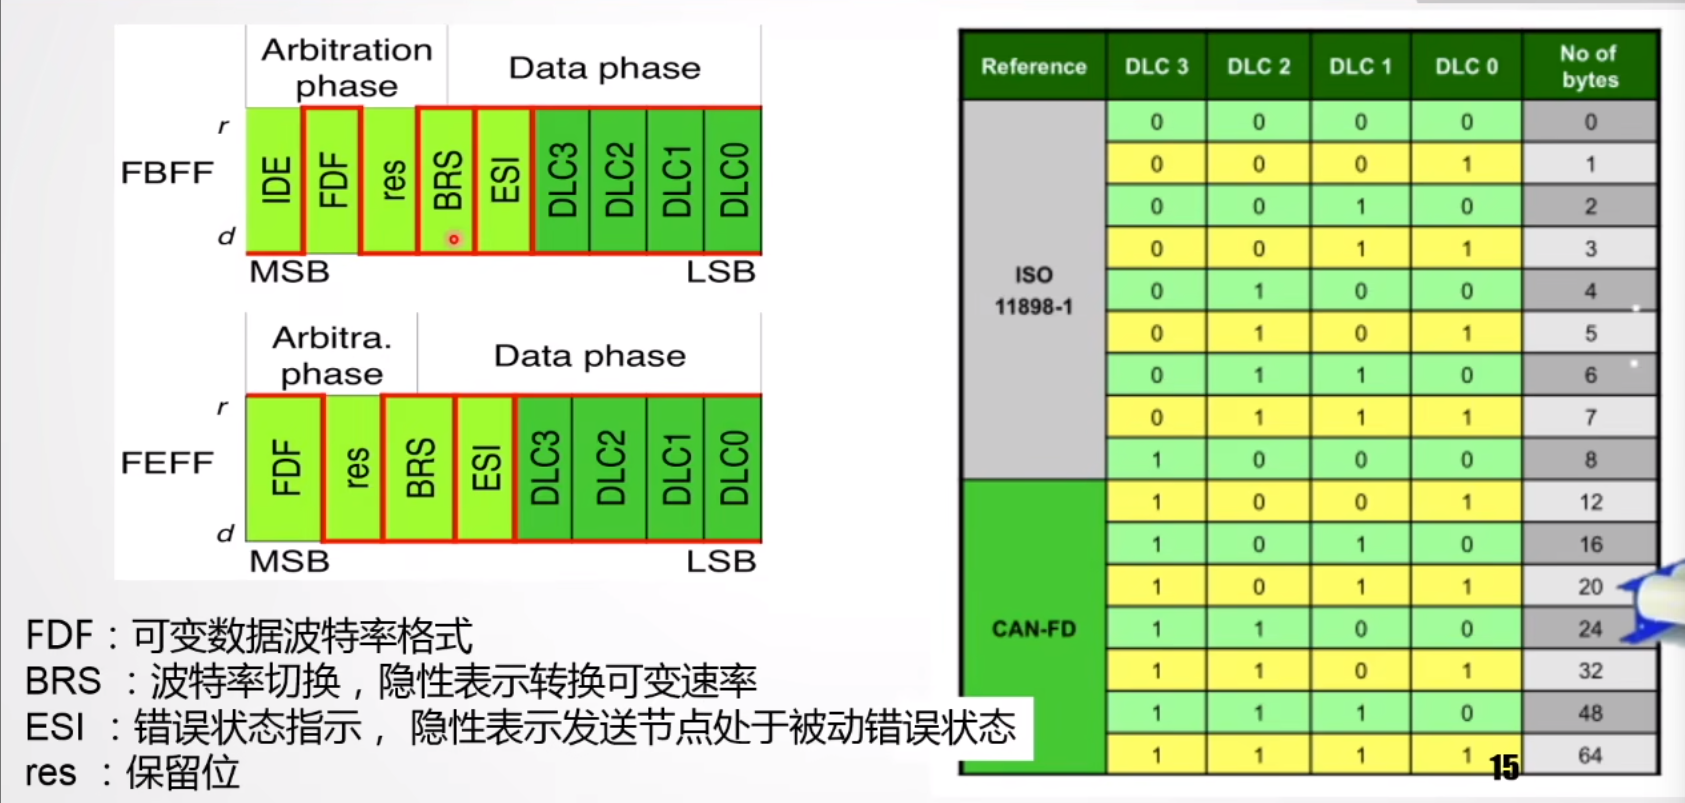 Arbitration
phase
Data phase
r
FBFF
d
IDE
FDF
res
BRS
ESI
DLC3
DLC2
DLC1
DLC0
MSB
LSB
Arbitra.
phase
Data phase
r
FEFF
d
FDF
res
BRS
ESI
DLC3
DLC2
DLC1
DLC0
MSB
LSB
FDF：可变数据波特率格式
BRS ：波特率切换，隐性表示转换可变速率
ESI ：错误状态指示， 隐性表示发送节点处于被动错误状态
res ：保留位
Reference DLC 3 DLC 2 DLC 1 DLC 0 No of
bytes
ISO
11898-1
0 0 0 0 0
0 0 0 1 1
0 0 1 0 2
0 0 1 1 3
0 1 0 0 4
0 1 0 1 5
0 1 1 0 6
0 1 1 1 7
1 0 0 0 8
CAN-FD
1 0 0 1 12
1 0 1 0 16
1 0 1 1 20
1 1 0 0 24
1 1 0 1 32
1 1 1 0 48
1 1 1 1 64
15